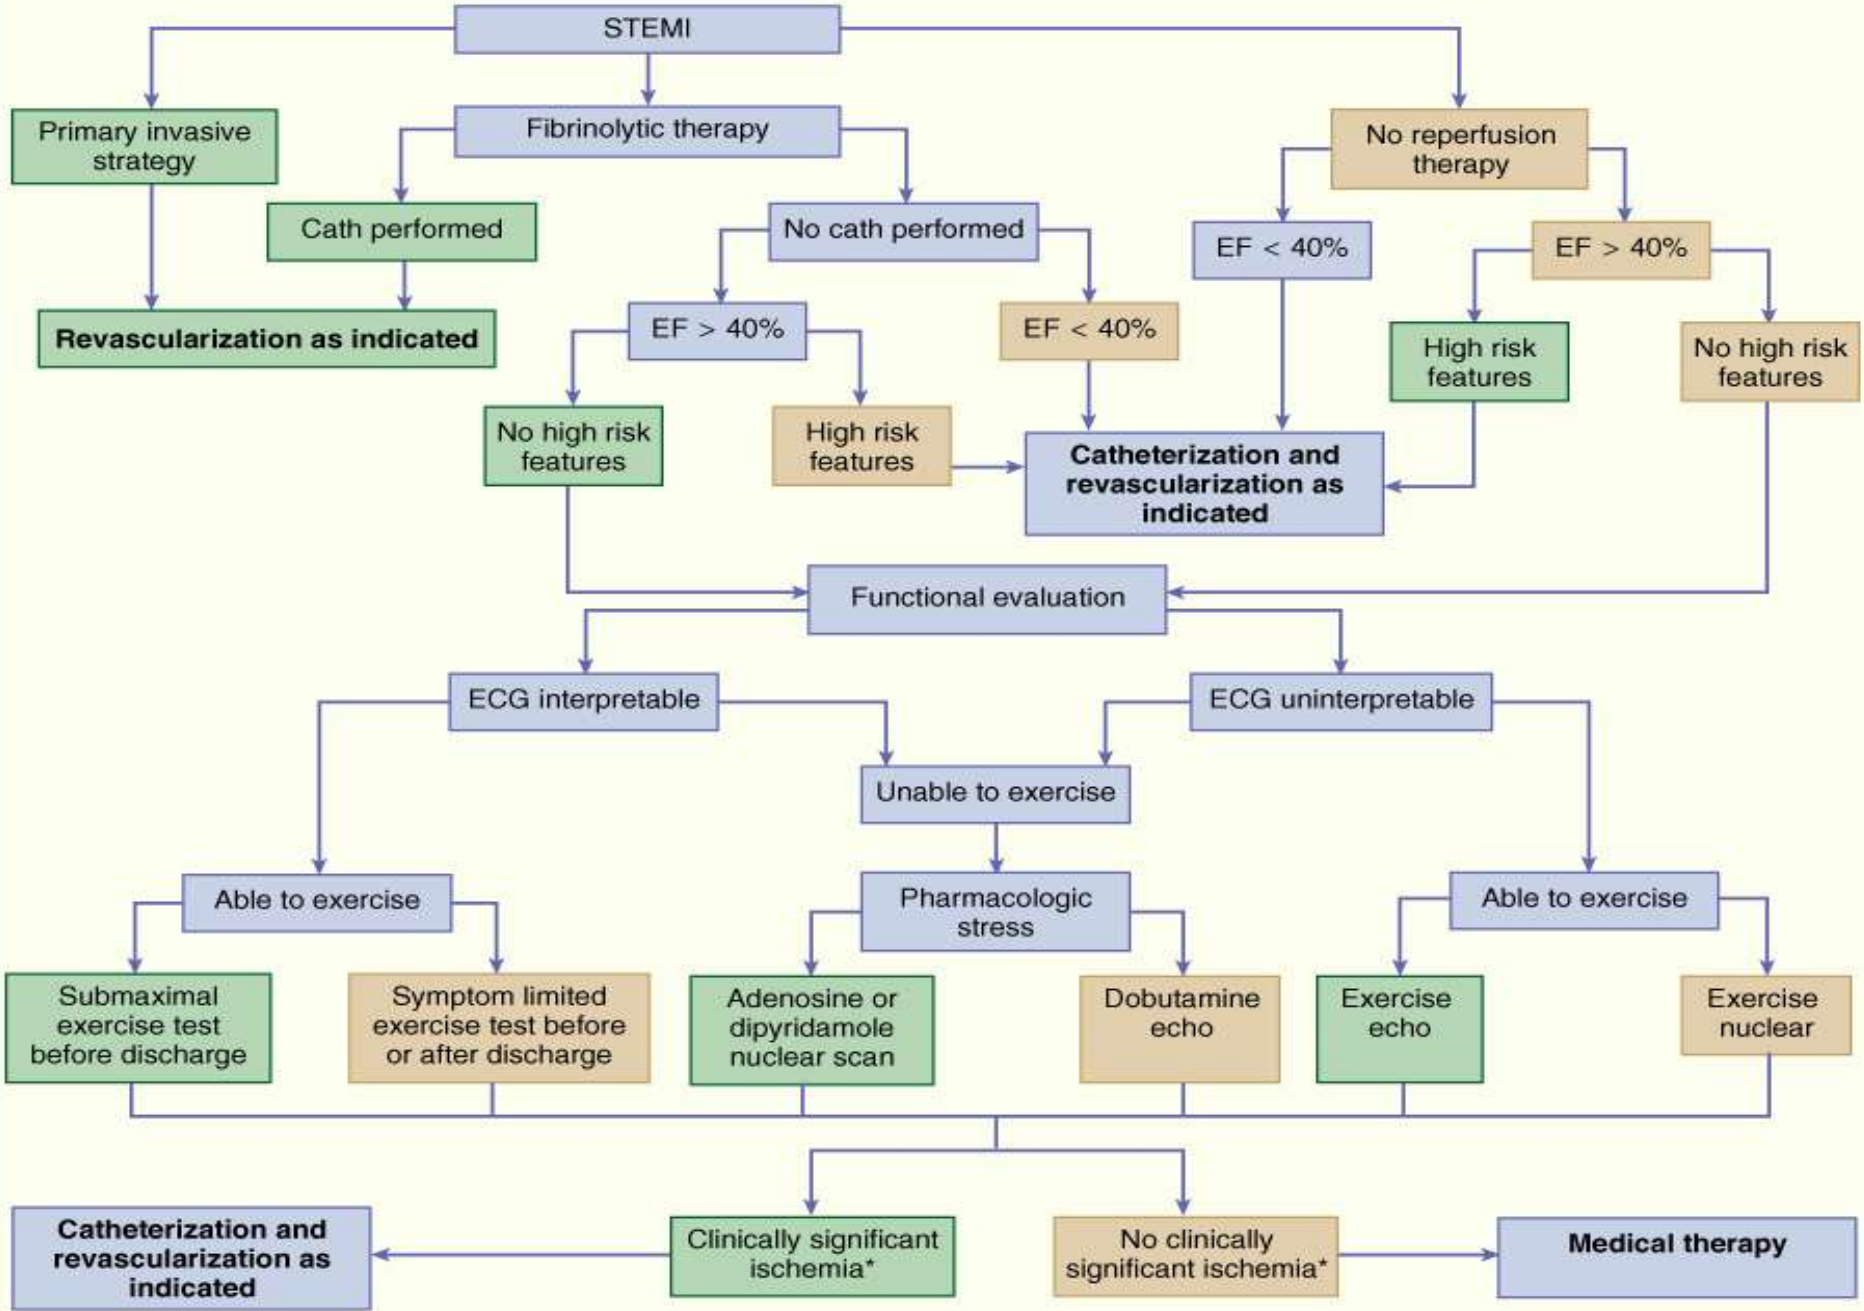 STEMI
Primary invasive
strategy
Fibrinolytic therapy
No reperfusion
therapy
Cath performed
No cath performed
EF < 40%
EF > 40%
Revascularization as indicated
EF > 40%
EF < 40%
High risk
features
No high risk
features
No high risk
features
High risk
features
Catheterization and
revascularization as
indicated
Functional evaluation
ECG interpretable
ECG uninterpretable
Unable to exercise
Able to exercise
Pharmacologic
stress
Able to exercise
Submaximal
exercise test
before discharge
Symptom limited
exercise test before
or after discharge
Adenosine or
dipyridamole
nuclear scan
Dobutamine
echo
Exercise
echo
Exercise
nuclear
Catheterization and
revascularization as
indicated
Clinically significant
ischemia*
No clinically
significant ischemia*
Medical therapy